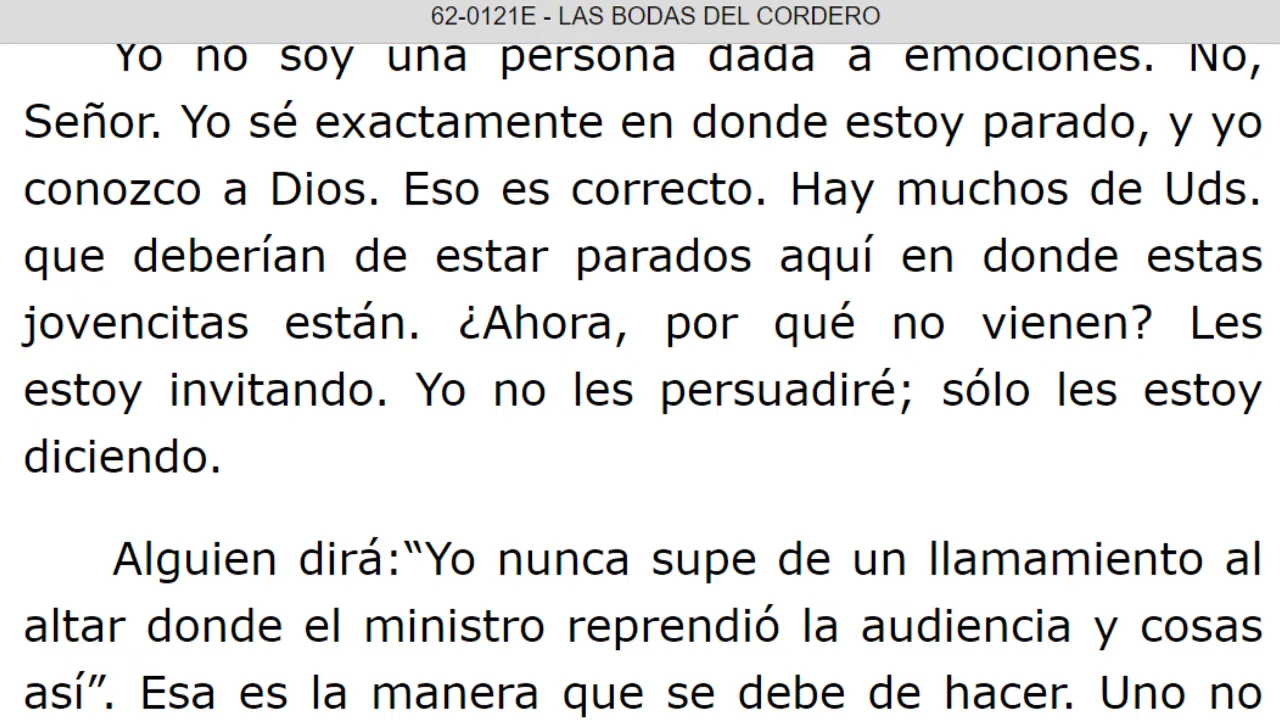 62-0121E - LAS BODAS DEL CORDERO
Yo no soy una persona dada a emociones. No,
Señor. Yo sé exactamente en donde estoy parado, y yo
conozco a Dios. Eso es correcto. Hay muchos de Uds.
que deberían de estar parados aquí en donde estas
jovencitas están. ¿Ahora, por qué no vienen? Les
estoy invitando. Yo no les persuadiré; sólo les estoy
diciendo.
Alguien dirá:“Yo nunca supe de un llamamiento al
altar donde el ministro reprendió la audiencia y cosas
así”. Esa es la manera que se debe de hacer. Uno no